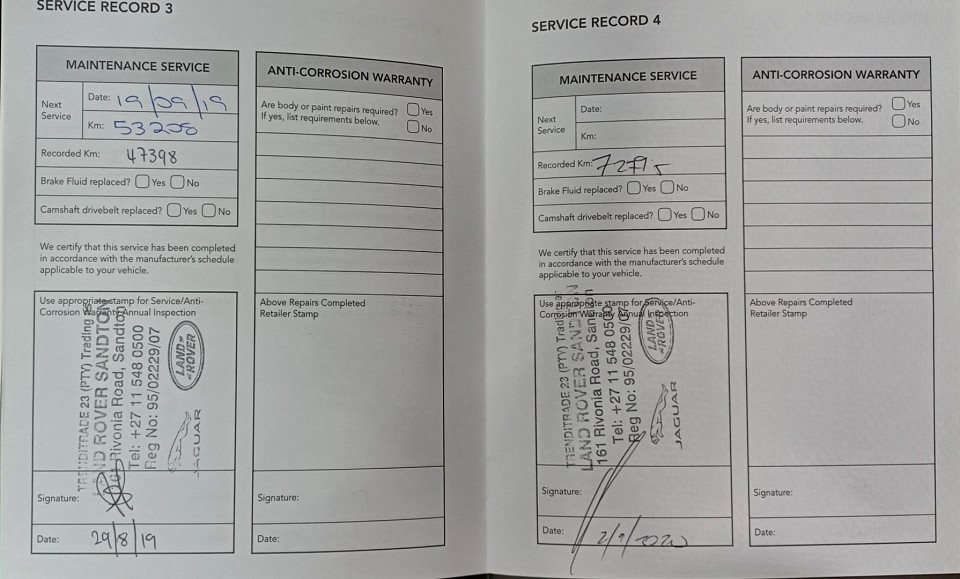 SERVICE RECORD 3
MAINTENANCE SERVICE
Next Service
Date: 19/09/19
Km: 53208
Recorded Km: 47398
Brake Fluid replaced? Yes No
Camshaft drivebelt replaced? Yes No
We certify that this service has been completed
in accordance with the manufacturer's schedule
applicable to your vehicle.
Use appropriate stamp for Service/Anti-
Corrosion Warranty Annual Inspection
TRENDITRADE 23 (PTY) Trading as
LAND ROVER SANDTON
161 Rivonia Road, Sandton
Tel: +27 11 548 0500
Reg No: 95/02229/07
LAND-
-ROVER
JAGUAR
Signature:
Date: 29/8/19
ANTI-CORROSION WARRANTY
Are body or paint repairs required? Yes
If yes, list requirements below. No
Above Repairs Completed
Retailer Stamp
Signature:
Date:
SERVICE RECORD 4
MAINTENANCE SERVICE
Next Service
Date:
Km:
Recorded Km:
Brake Fluid replaced? Yes No
Camshaft drivebelt replaced? Yes No
We certify that this service has been completed
in accordance with the manufacturer's schedule
applicable to your vehicle.
Use appropriate stamp for Service/Anti-
Corrosion Warranty Annual Inspection
TRENDITRADE 23 (PTY) Trading as
LAND ROVER SANDTON
161 Rivonia Road, Sandton
Tel: +27 11 548 0500
Reg No: 95/02229/07
LAND-
-ROVER
JAGUAR
Signature:
Date: 2/9/2020
ANTI-CORROSION WARRANTY
Are body or paint repairs required? Yes
If yes, list requirements below. No
Above Repairs Completed
Retailer Stamp
Signature:
Date: